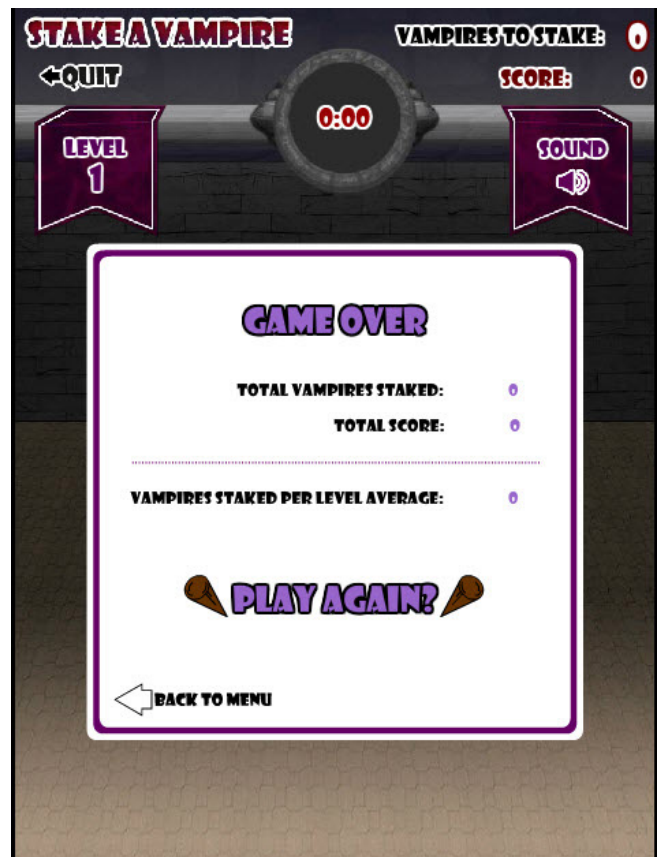 STAKE A VAMPIRE
VAMPIRES TO STAKE: 0
QUIT
SCORE: 0
0:00
LEVEL
1
SOUND
GAME OVER
TOTAL VAMPIRES STAKED: 0
TOTAL SCORE: 0
VAMPIRES STAKED PER LEVEL AVERAGE: 0
PLAY AGAIN?
BACK TO MENU